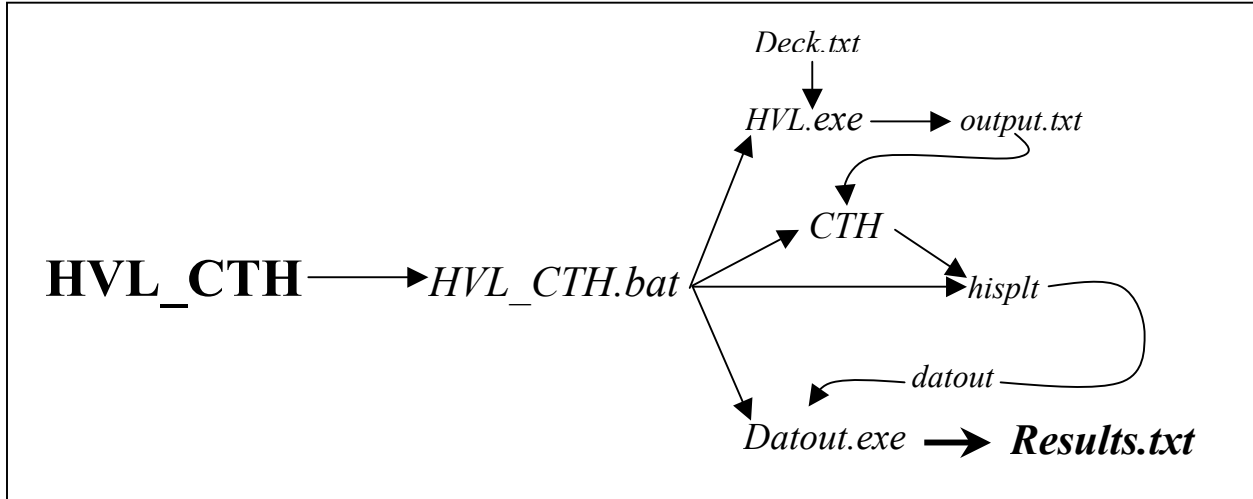 Deck.txt
HVL.exe
output.txt
CTH
HVL_CTH
HVL_CTH.bat
hisplt
datout
Datout.exe
Results.txt